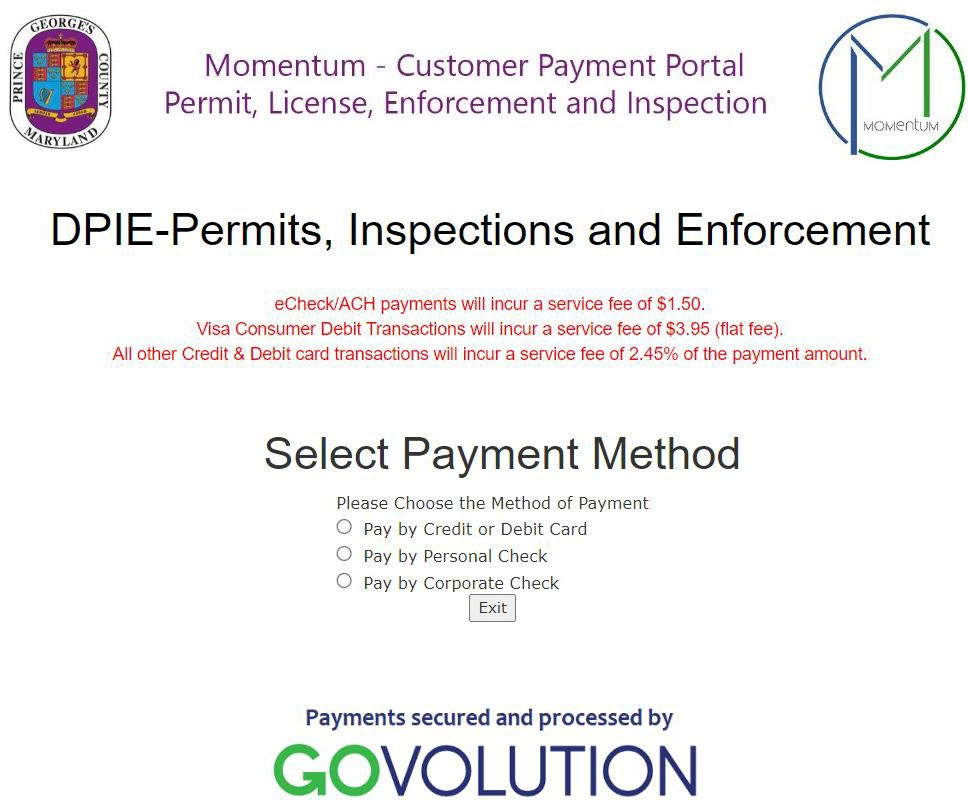 GEORGE'S
PRINCE
COUNTY
MARYLAND
Momentum - Customer Payment Portal
Permit, License, Enforcement and Inspection
MOMENTUM
DPIE-Permits, Inspections and Enforcement
eCheck/ACH payments will incur a service fee of $1.50.
Visa Consumer Debit Transactions will incur a service fee of $3.95 (flat fee).
All other Credit & Debit card transactions will incur a service fee of 2.45% of the payment amount.
Select Payment Method
Please Choose the Method of Payment
Pay by Credit or Debit Card
Pay by Personal Check
Pay by Corporate Check
Exit
Payments secured and processed by
GOVOLUTION